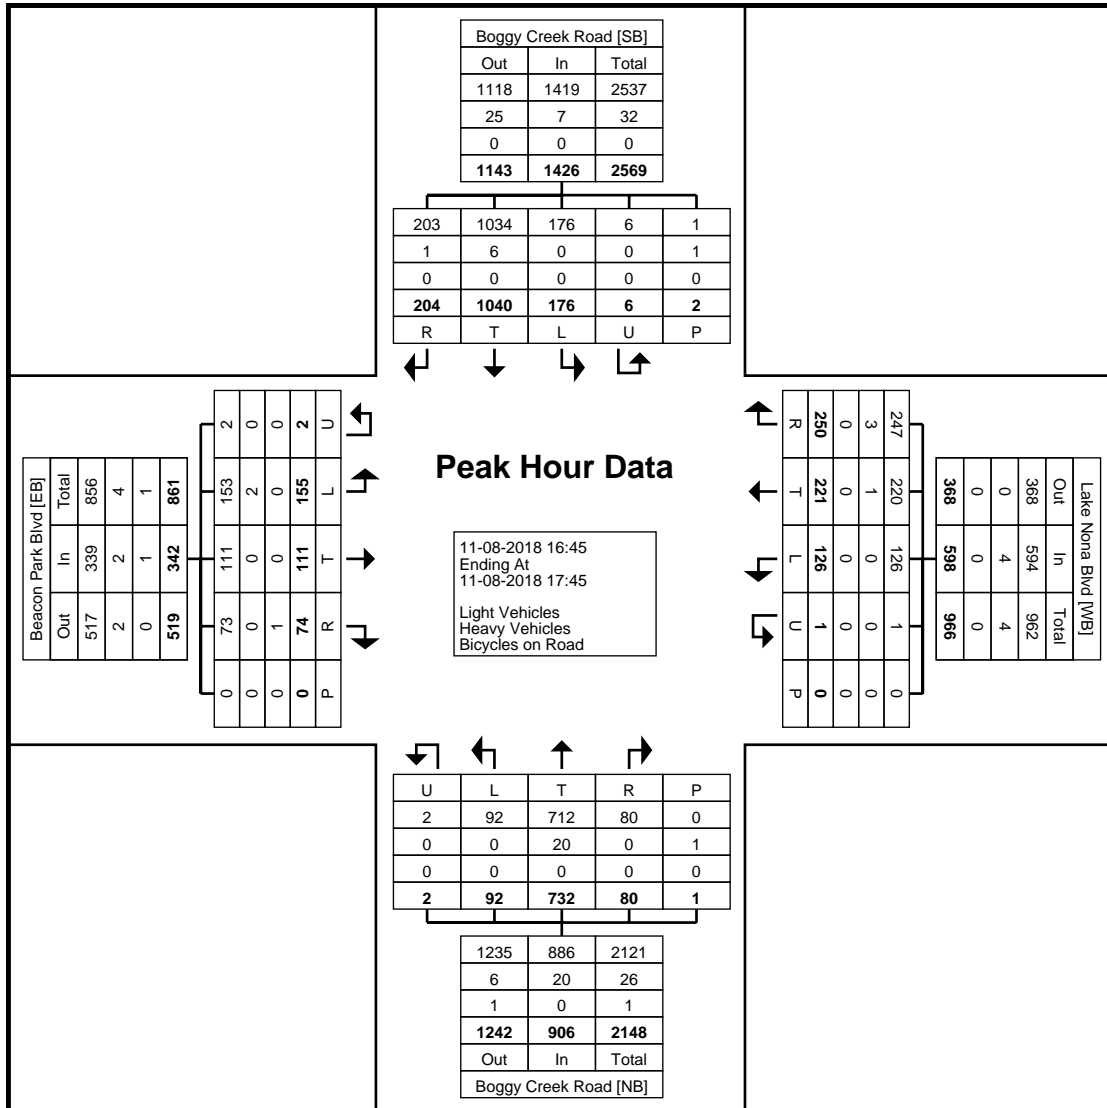 Boggy Creek Road [SB]
Out In Total
1118 1419 2537
25 7 32
0 0 0
1143 1426 2569
203 1034 176 6 1
1 6 0 0 1
0 0 0 0 0
204 1040 176 6 2
R T L U P
Beacon Park Blvd [EB]
Total In Out
856 339 517
4 2 2
1 1 0
861 342 519
2 153 111 73 0
0 2 0 0 0
0 0 0 1 0
2 155 111 74 0
U L T R P
Peak Hour Data
11-08-2018 16:45
Ending At
11-08-2018 17:45
Light Vehicles
Heavy Vehicles
Bicycles on Road
Lake Nona Blvd [WB]
Out In Total
368 594 962
0 4 4
0 0 0
368 598 966
247 220 126 1 0
3 1 0 0 0
0 0 0 0 0
250 221 126 1 0
R T L U P
U L T R P
2 92 712 80 0
0 0 20 0 1
0 0 0 0 0
2 92 732 80 1
1235 886 2121
6 20 26
1 0 1
1242 906 2148
Out In Total
Boggy Creek Road [NB]